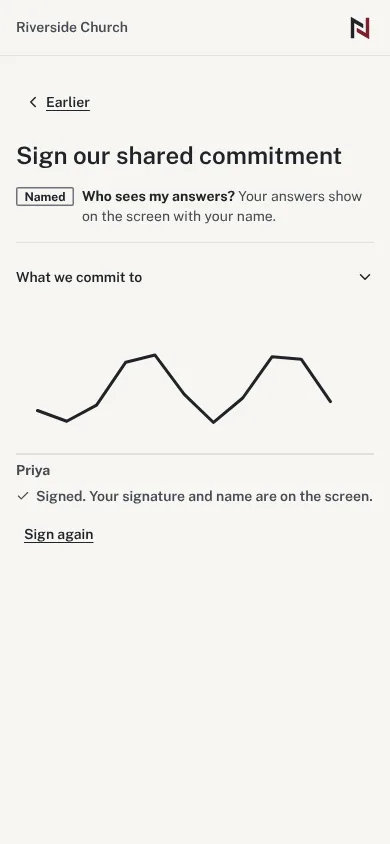 Riverside Church
Earlier
Sign our shared commitment
Named
Who sees my answers? Your answers show
on the screen with your name.
What we commit to
Priya
Signed. Your signature and name are on the screen.
Sign again